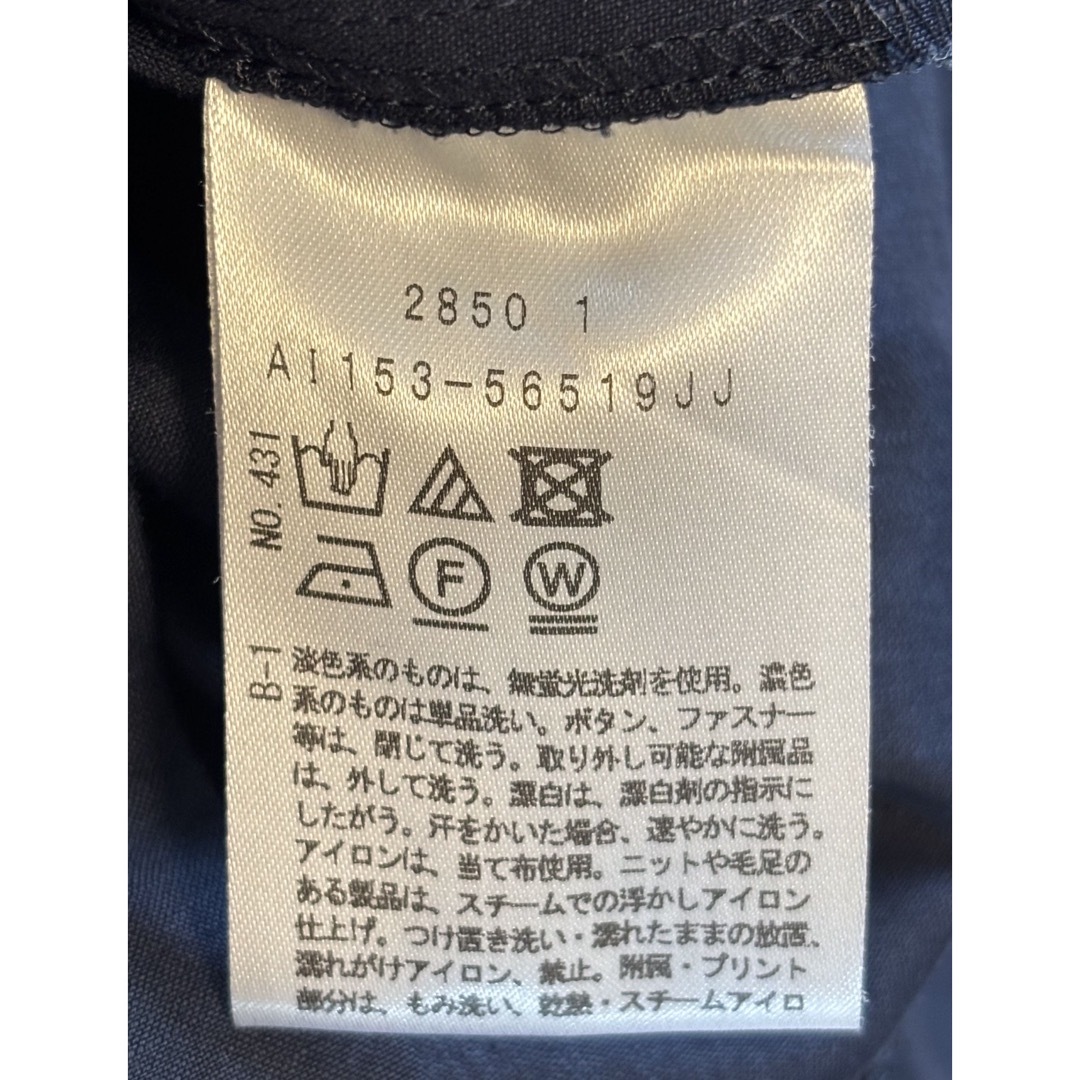 2850 1
AI153-56519JJ
NO. 431
F
W
B-1
淡色系のものは、無蛍光洗剤を使用。濃色
系のものは単品洗い。ボタン、ファスナー
等は、閉じて洗う。取り外し可能な附属品
は、外して洗う。漂白は、漂白剤の指示に
したがう。汗をかいた場合、速やかに洗う。
アイロンは、当て布使用。ニットや毛足の
ある製品は、スチームでの浮かしアイロン
仕上げ。つけ置き洗い・濡れたままの放置、
濡れがけアイロン、禁止。附属・プリント
部分は、もみ洗い、乾熱・スチームアイロ